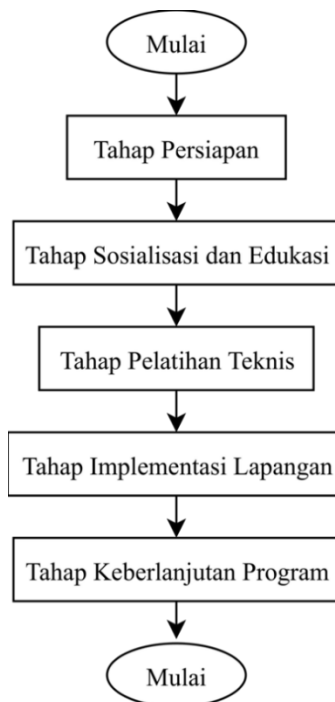 Mulai
Tahap Persiapan
Tahap Sosialisasi dan Edukasi
Tahap Pelatihan Teknis
Tahap Implementasi Lapangan
Tahap Keberlanjutan Program
Mulai